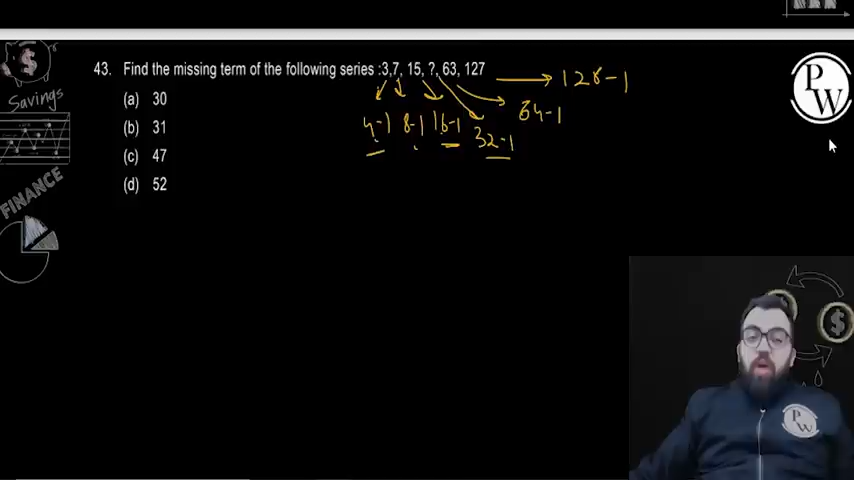 $
Savings
FINANCE
43. Find the missing term of the following series :3,7, 15, ?, 63, 127
128-1
64-1
4-1 8-1 16-1
32-1
(a) 30
(b) 31
(c) 47
(d) 52
PW
$
PW